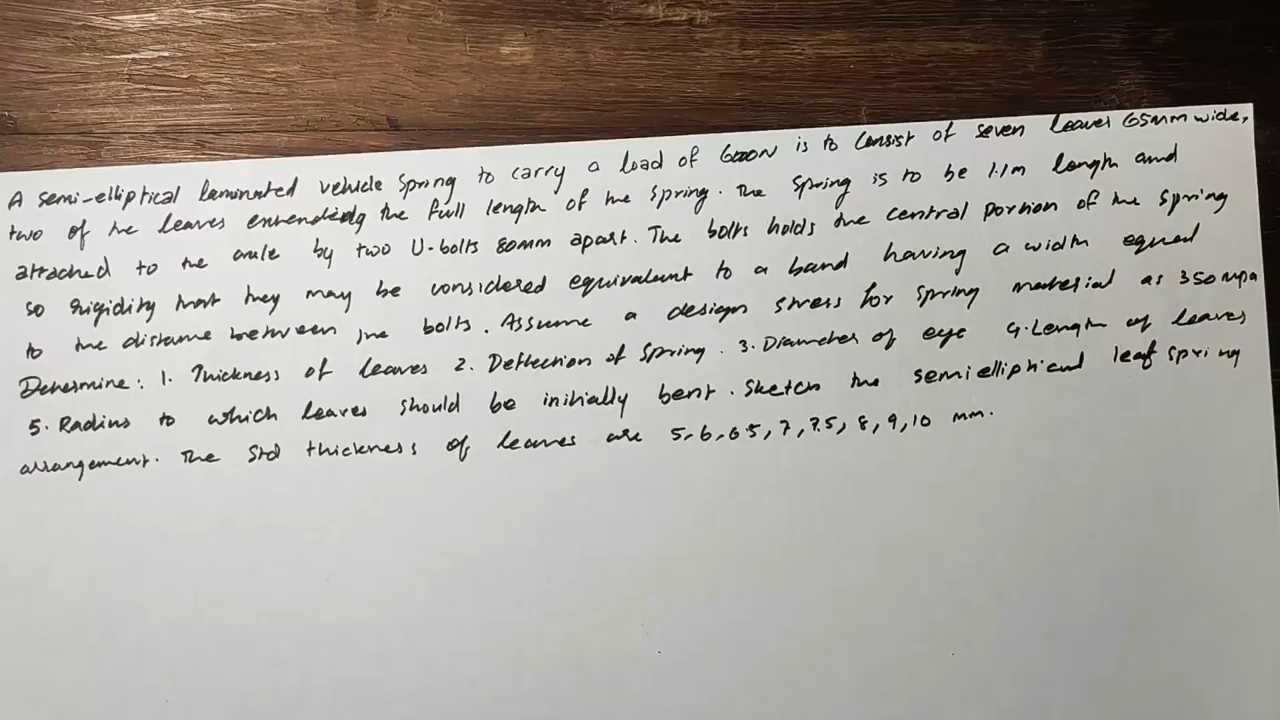 A semi-elliptical laminated vehicle spring to carry a load of 6000N is to consist of seven leaves 65mm wide,
two of the leaves extending the full length of the spring. The spring is to be 1.1m length and
attached to the axle by two U-bolts 80mm apart. The bolts holds the central portion of the spring
so rigidity that they may be considered equivalent to a band having a width equal
to the distance between the bolts. Assume a design stress for spring material as 350 mpa
Determine: 1. Thickness of leaves 2. Deflection of spring. 3. Diameter of eye 4. Length of leaves
5. Radius to which leaves should be initially bent. Sketch the semielliptical leaf spring
arrangement. The std thickness of leaves are 5, 6, 6.5, 7, 7.5, 8, 9, 10 mm.